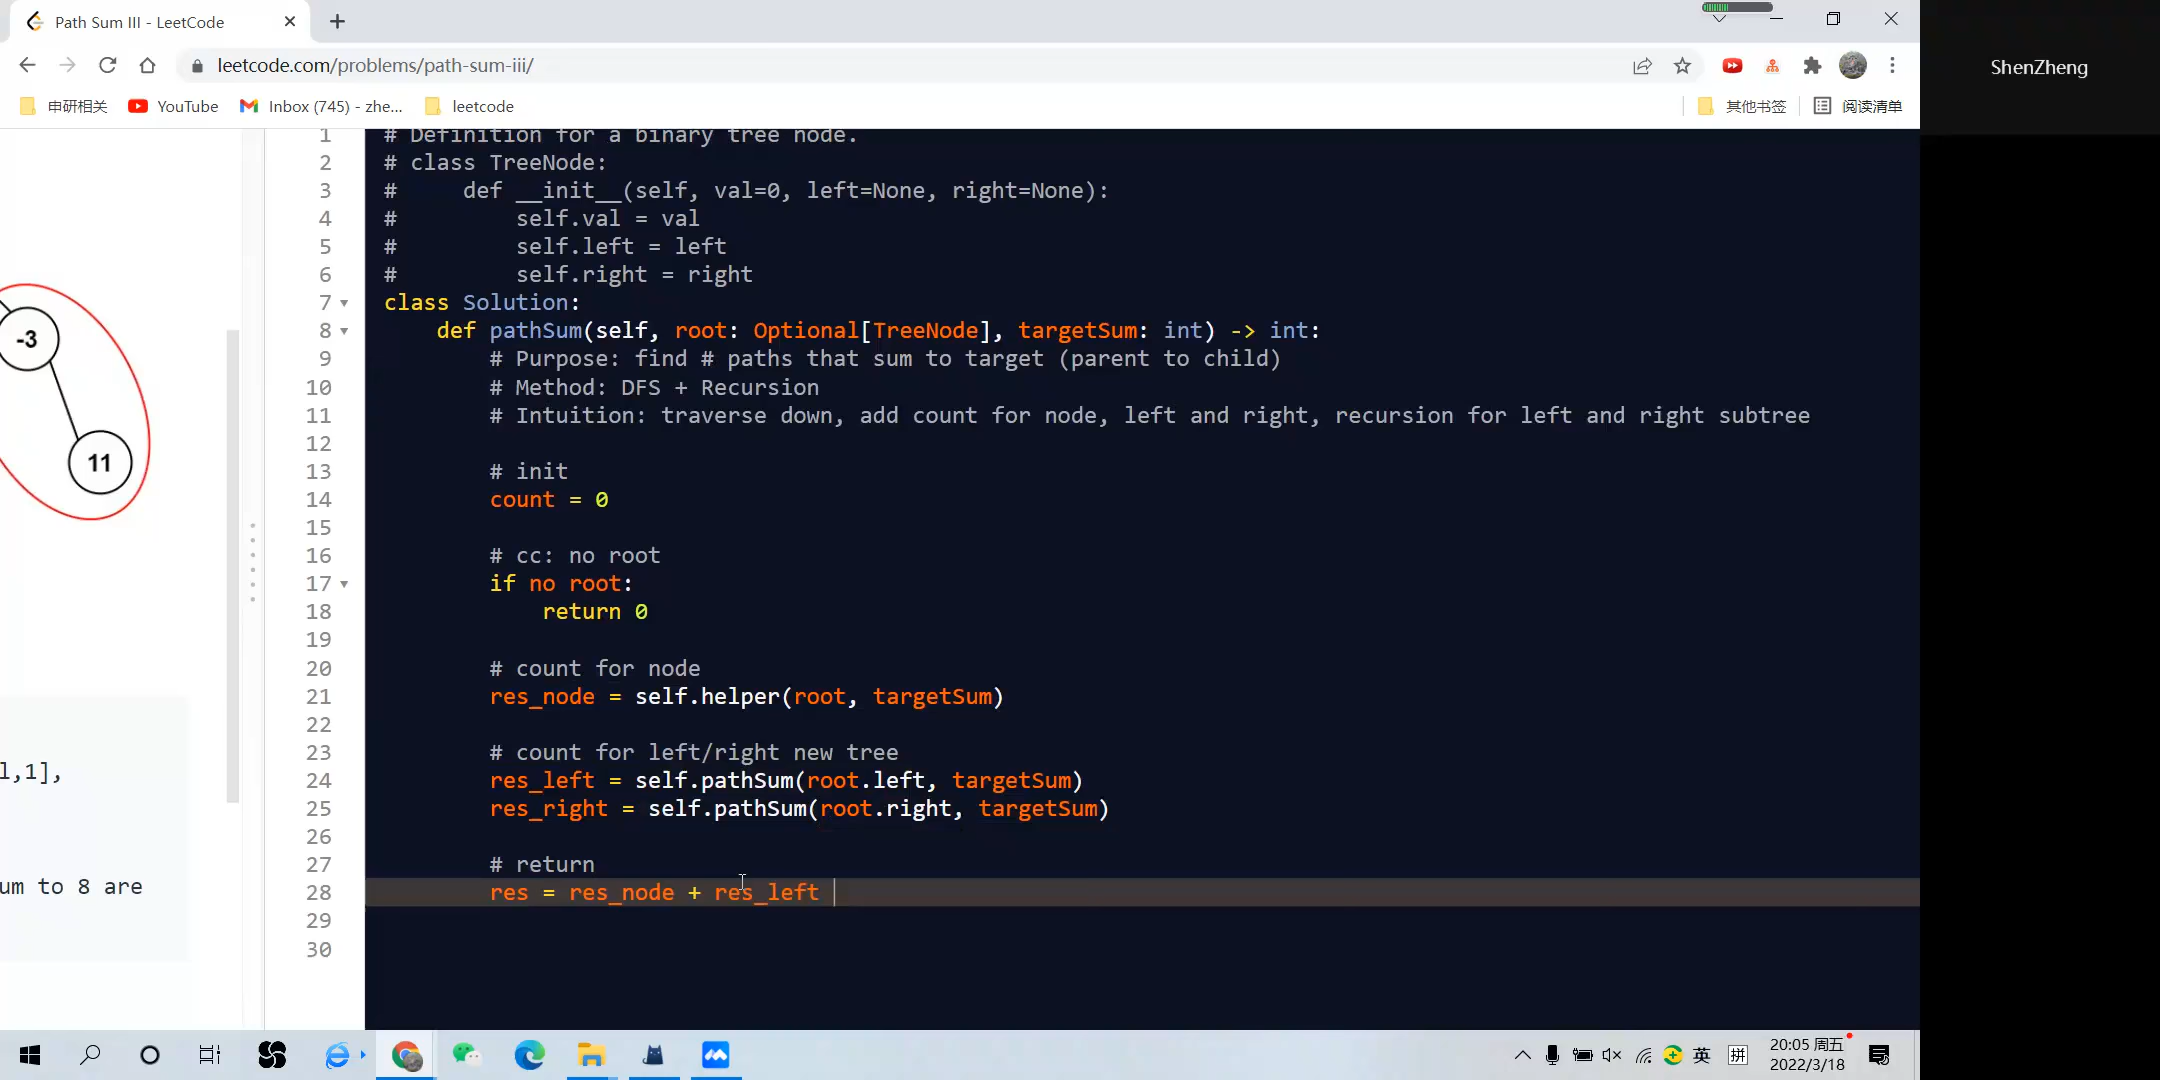 Path Sum III - LeetCode
leetcode.com/problems/path-sum-iii/
ShenZheng
申研相关 YouTube Inbox (745) - zhe... leetcode 其他书签 阅读清单
1 # Definition for a binary tree node.
2 # class TreeNode:
3 #     def __init__(self, val=0, left=None, right=None):
4 #         self.val = val
5 #         self.left = left
6 #         self.right = right
7 class Solution:
8     def pathSum(self, root: Optional[TreeNode], targetSum: int) -> int:
9         # Purpose: find # paths that sum to target (parent to child)
10         # Method: DFS + Recursion
11         # Intuition: traverse down, add count for node, left and right, recursion for left and right subtree
12
13         # init
14         count = 0
15
16         # cc: no root
17         if no root:
18             return 0
19
20         # count for node
21         res_node = self.helper(root, targetSum)
22
23         # count for left/right new tree
24         res_left = self.pathSum(root.left, targetSum)
25         res_right = self.pathSum(root.right, targetSum)
26
27         # return
28         res = res_node + res_left
29
30
-3
11
l,1],
um to 8 are
英 拼 20:05 周五
2022/3/18